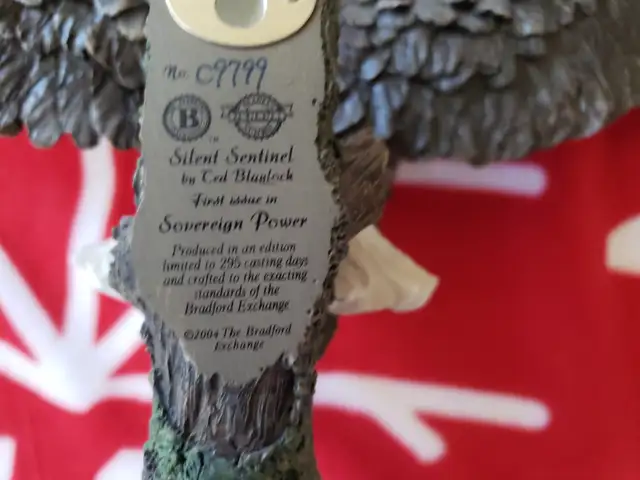 No. C9799
B
Silent Sentinel
by Ted Blaylock
First issue in
Sovereign Power
Produced in an edition
limited to 295 casting days
and crafted to the exacting
standards of the
Bradford Exchange
©2004 The Bradford
Exchange